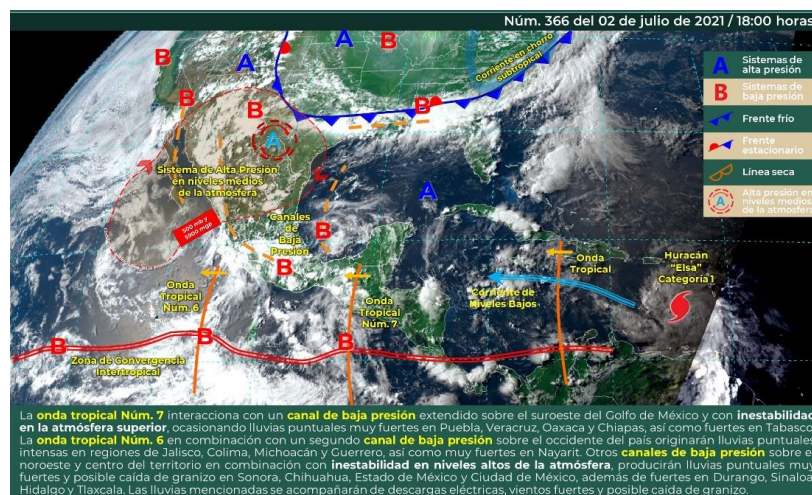 Núm. 366 del 02 de julio de 2021 / 18:00 horas
A
Sistemas de
alta presión
B
Sistemas de
baja presión
Frente frío
Frente
estacionario
Línea seca
A
Alta presión en
niveles medios
de la atmósfera
B
A
A
B
Corriente en chorro
subtropical
B
B
B
A
Sistema de Alta Presión
en niveles medios
de la atmósfera
A
500 mb y
5900 mgp
Canales
de
Baja
Presión
B
B
Onda
Tropical
Núm. 6
Onda
Tropical
Núm. 7
Corriente de
Niveles Bajos
Onda
Tropical
Huracán
"Elsa"
Categoría 1
B
B
B
Zona de Convergencia
Intertropical
La onda tropical Núm. 7 interacciona con un canal de baja presión extendido sobre el suroeste del Golfo de México y con inestabilidad
en la atmósfera superior, ocasionando lluvias puntuales muy fuertes en Puebla, Veracruz, Oaxaca y Chiapas, así como fuertes en Tabasco
La onda tropical Núm. 6 en combinación con un segundo canal de baja presión sobre el occidente del país originarán lluvias puntuales
intensas en regiones de Jalisco, Colima, Michoacán y Guerrero, así como muy fuertes en Nayarit. Otros canales de baja presión sobre e
noroeste y centro del territorio en combinación con inestabilidad en niveles altos de la atmósfera, producirán lluvias puntuales mu
fuertes y posible caída de granizo en Sonora, Chihuahua, Estado de México y Ciudad de México, además de fuertes en Durango, Sinaloa
Hidalgo y Tlaxcala. Las lluvias mencionadas se acompañarán de descargas eléctricas, vientos fuertes y posible caída de granizo.